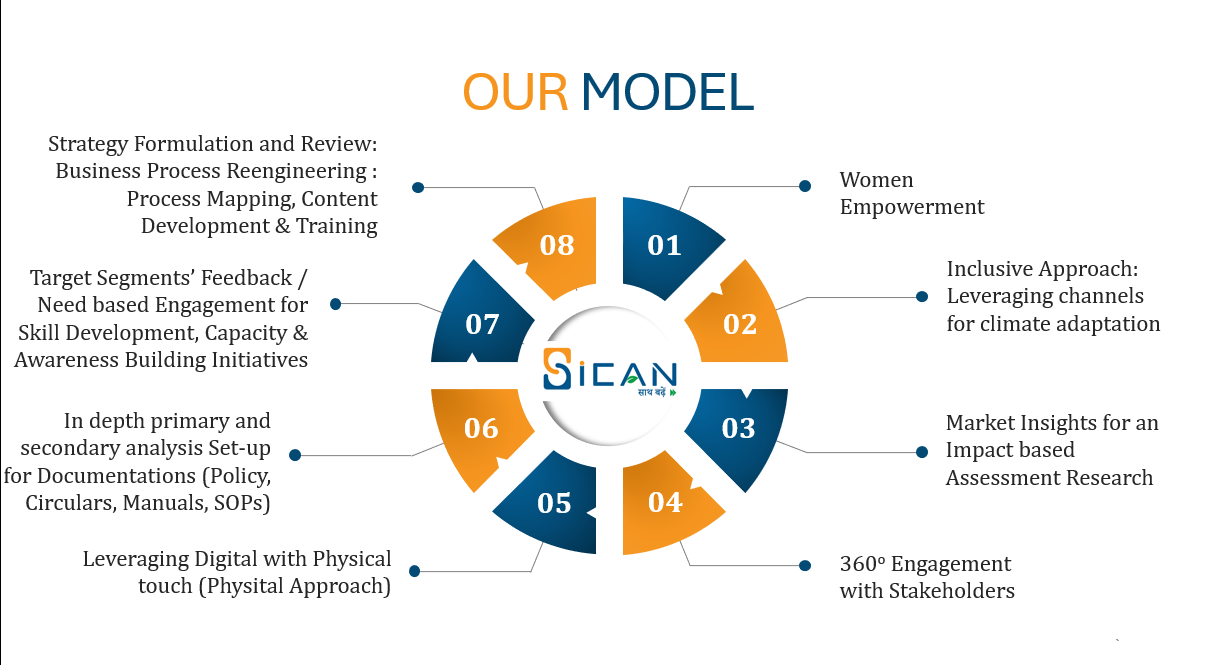 OUR MODEL
01
Women
Empowerment
02
Inclusive Approach:
Leveraging channels
for climate adaptation
03
Market Insights for an
Impact based
Assessment Research
04
360º Engagement
with Stakeholders
05
Leveraging Digital with Physical
touch (Physital Approach)
06
In depth primary and
secondary analysis Set-up
for Documentations (Policy,
Circulars, Manuals, SOPs)
07
Target Segments’ Feedback /
Need based Engagement for
Skill Development, Capacity &
Awareness Building Initiatives
08
Strategy Formulation and Review:
Business Process Reengineering :
Process Mapping, Content
Development & Training
SiCAN
साथ बढ़ें